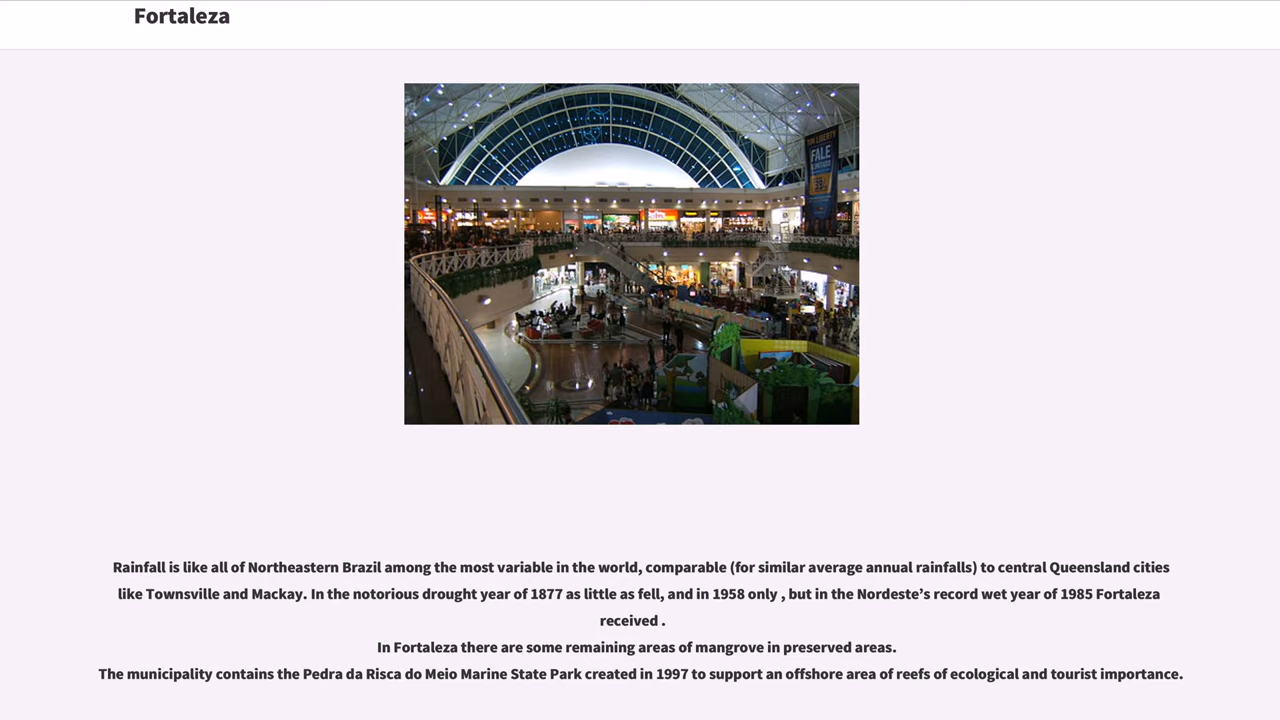 Fortaleza
FALE
Rainfall is like all of Northeastern Brazil among the most variable in the world, comparable (for similar average annual rainfalls) to central Queensland cities
like Townsville and Mackay. In the notorious drought year of 1877 as little as fell, and in 1958 only , but in the Nordeste’s record wet year of 1985 Fortaleza
received .
In Fortaleza there are some remaining areas of mangrove in preserved areas.
The municipality contains the Pedra da Risca do Meio Marine State Park created in 1997 to support an offshore area of reefs of ecological and tourist importance.